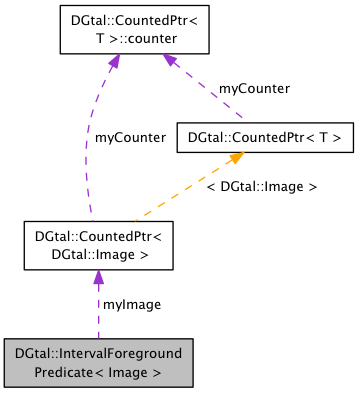 DGtal::CountedPtr<
T >::counter
myCounter
DGtal::CountedPtr< T >
myCounter
< DGtal::Image >
DGtal::CountedPtr<
DGtal::Image >
myImage
DGtal::IntervalForeground
Predicate< Image >